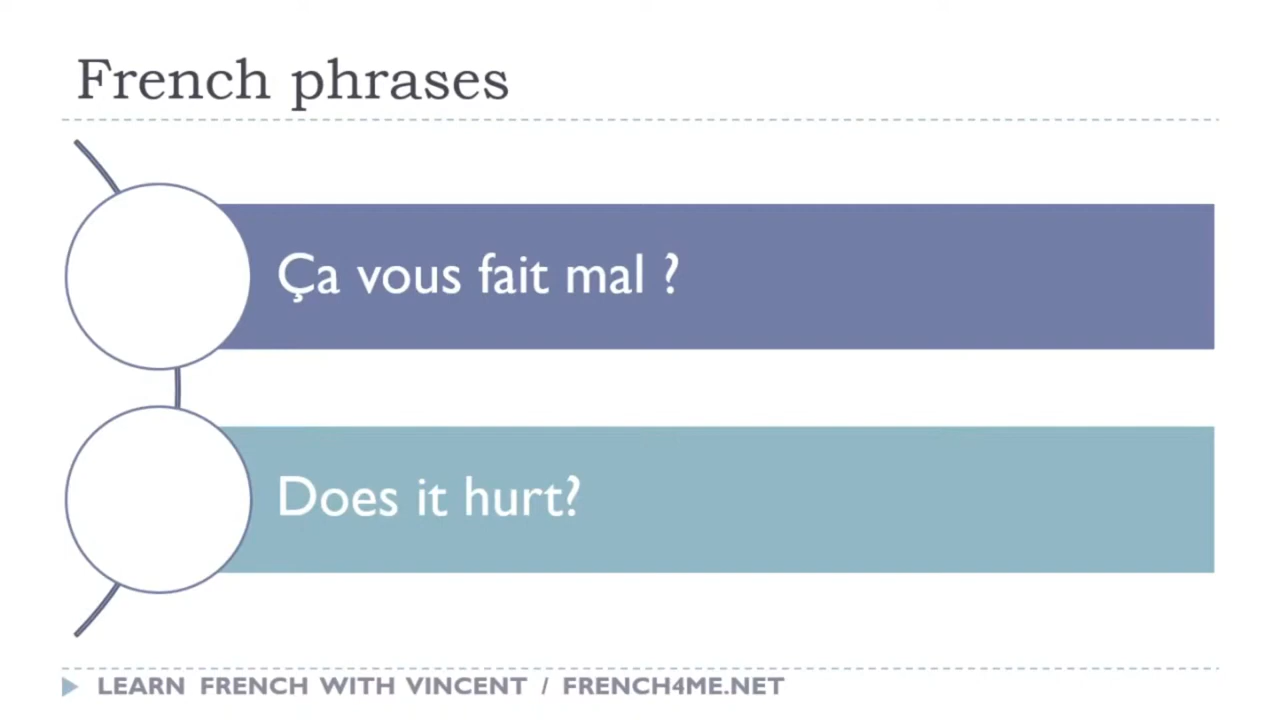 French phrases
Ça vous fait mal ?
Does it hurt?
LEARN FRENCH WITH VINCENT / FRENCH4ME.NET